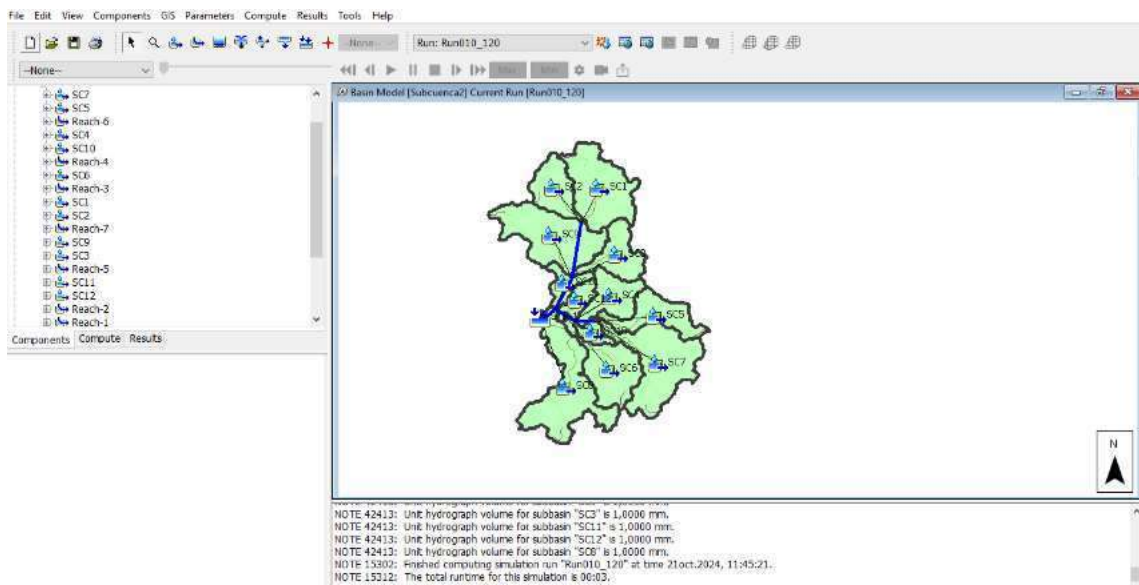 File Edit View Components GIS Parameters Compute Results Tools Help
--None--
Run: Run010_120
--None--
Basin Model [Subcuenca2] Current Run [Run010_120]
SC7
SC5
Reach-6
SC4
SC10
Reach-4
SC6
Reach-3
SC1
SC2
Reach-7
SC9
SC3
Reach-5
SC11
SC12
Reach-2
Reach-1
Components Compute Results
SC2
SC1
SC5
SC6
SC7
N
NOTE 42413: Unit hydrograph volume for subbasin "SC3" is 1,0000 mm.
NOTE 42413: Unit hydrograph volume for subbasin "SC11" is 1,0000 mm.
NOTE 42413: Unit hydrograph volume for subbasin "SC12" is 1,0000 mm.
NOTE 42413: Unit hydrograph volume for subbasin "SC8" is 1,0000 mm.
NOTE 15302: Finished computing simulation run "Run010_120" at time 21oct.2024, 11:45:21.
NOTE 15312: The total runtime for this simulation is 00:03.